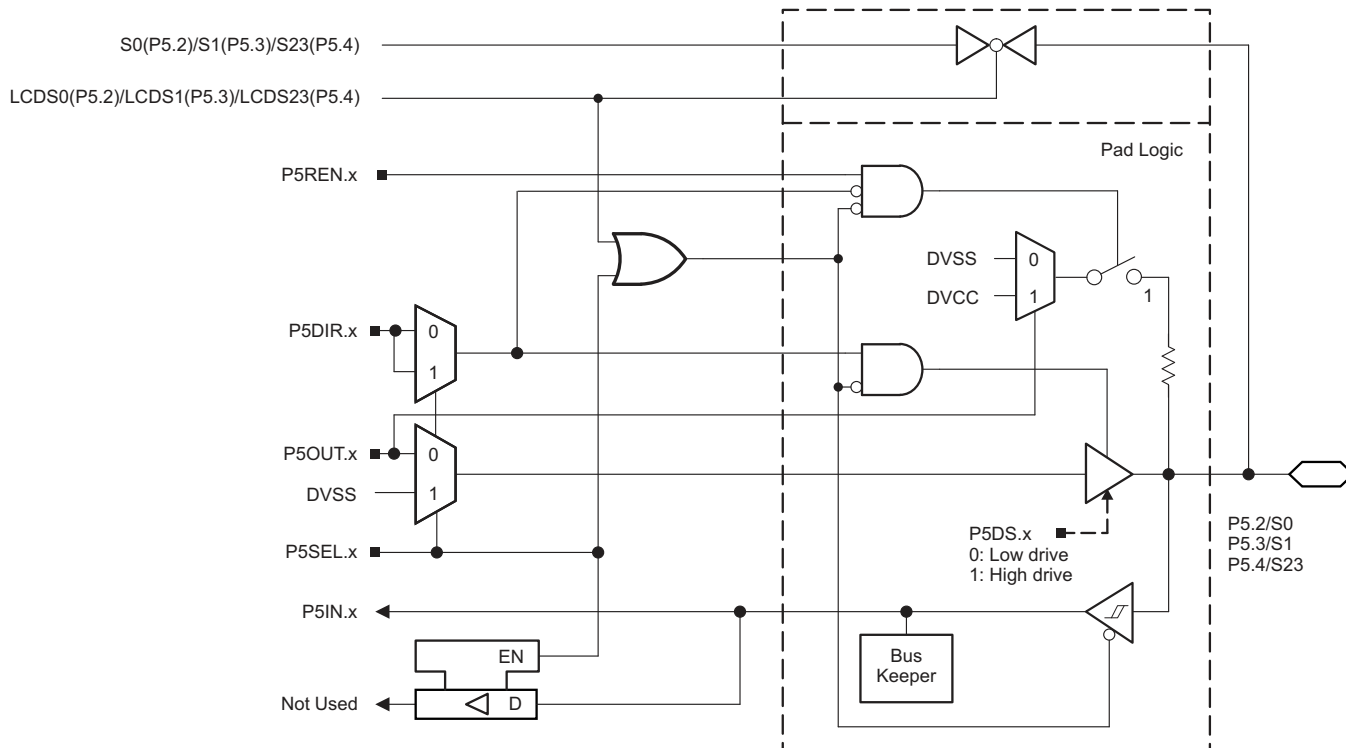 S0(P5.2)/S1(P5.3)/S23(P5.4)
LCDS0(P5.2)/LCDS1(P5.3)/LCDS23(P5.4)
Pad Logic
P5REN.x
DVSS
0
DVCC
1
1
P5DIR.x
0
1
P5OUT.x
0
DVSS
1
P5DS.x
0: Low drive
1: High drive
P5.2/S0
P5.3/S1
P5.4/S23
P5SEL.x
P5IN.x
EN
Bus
Keeper
Not Used
D